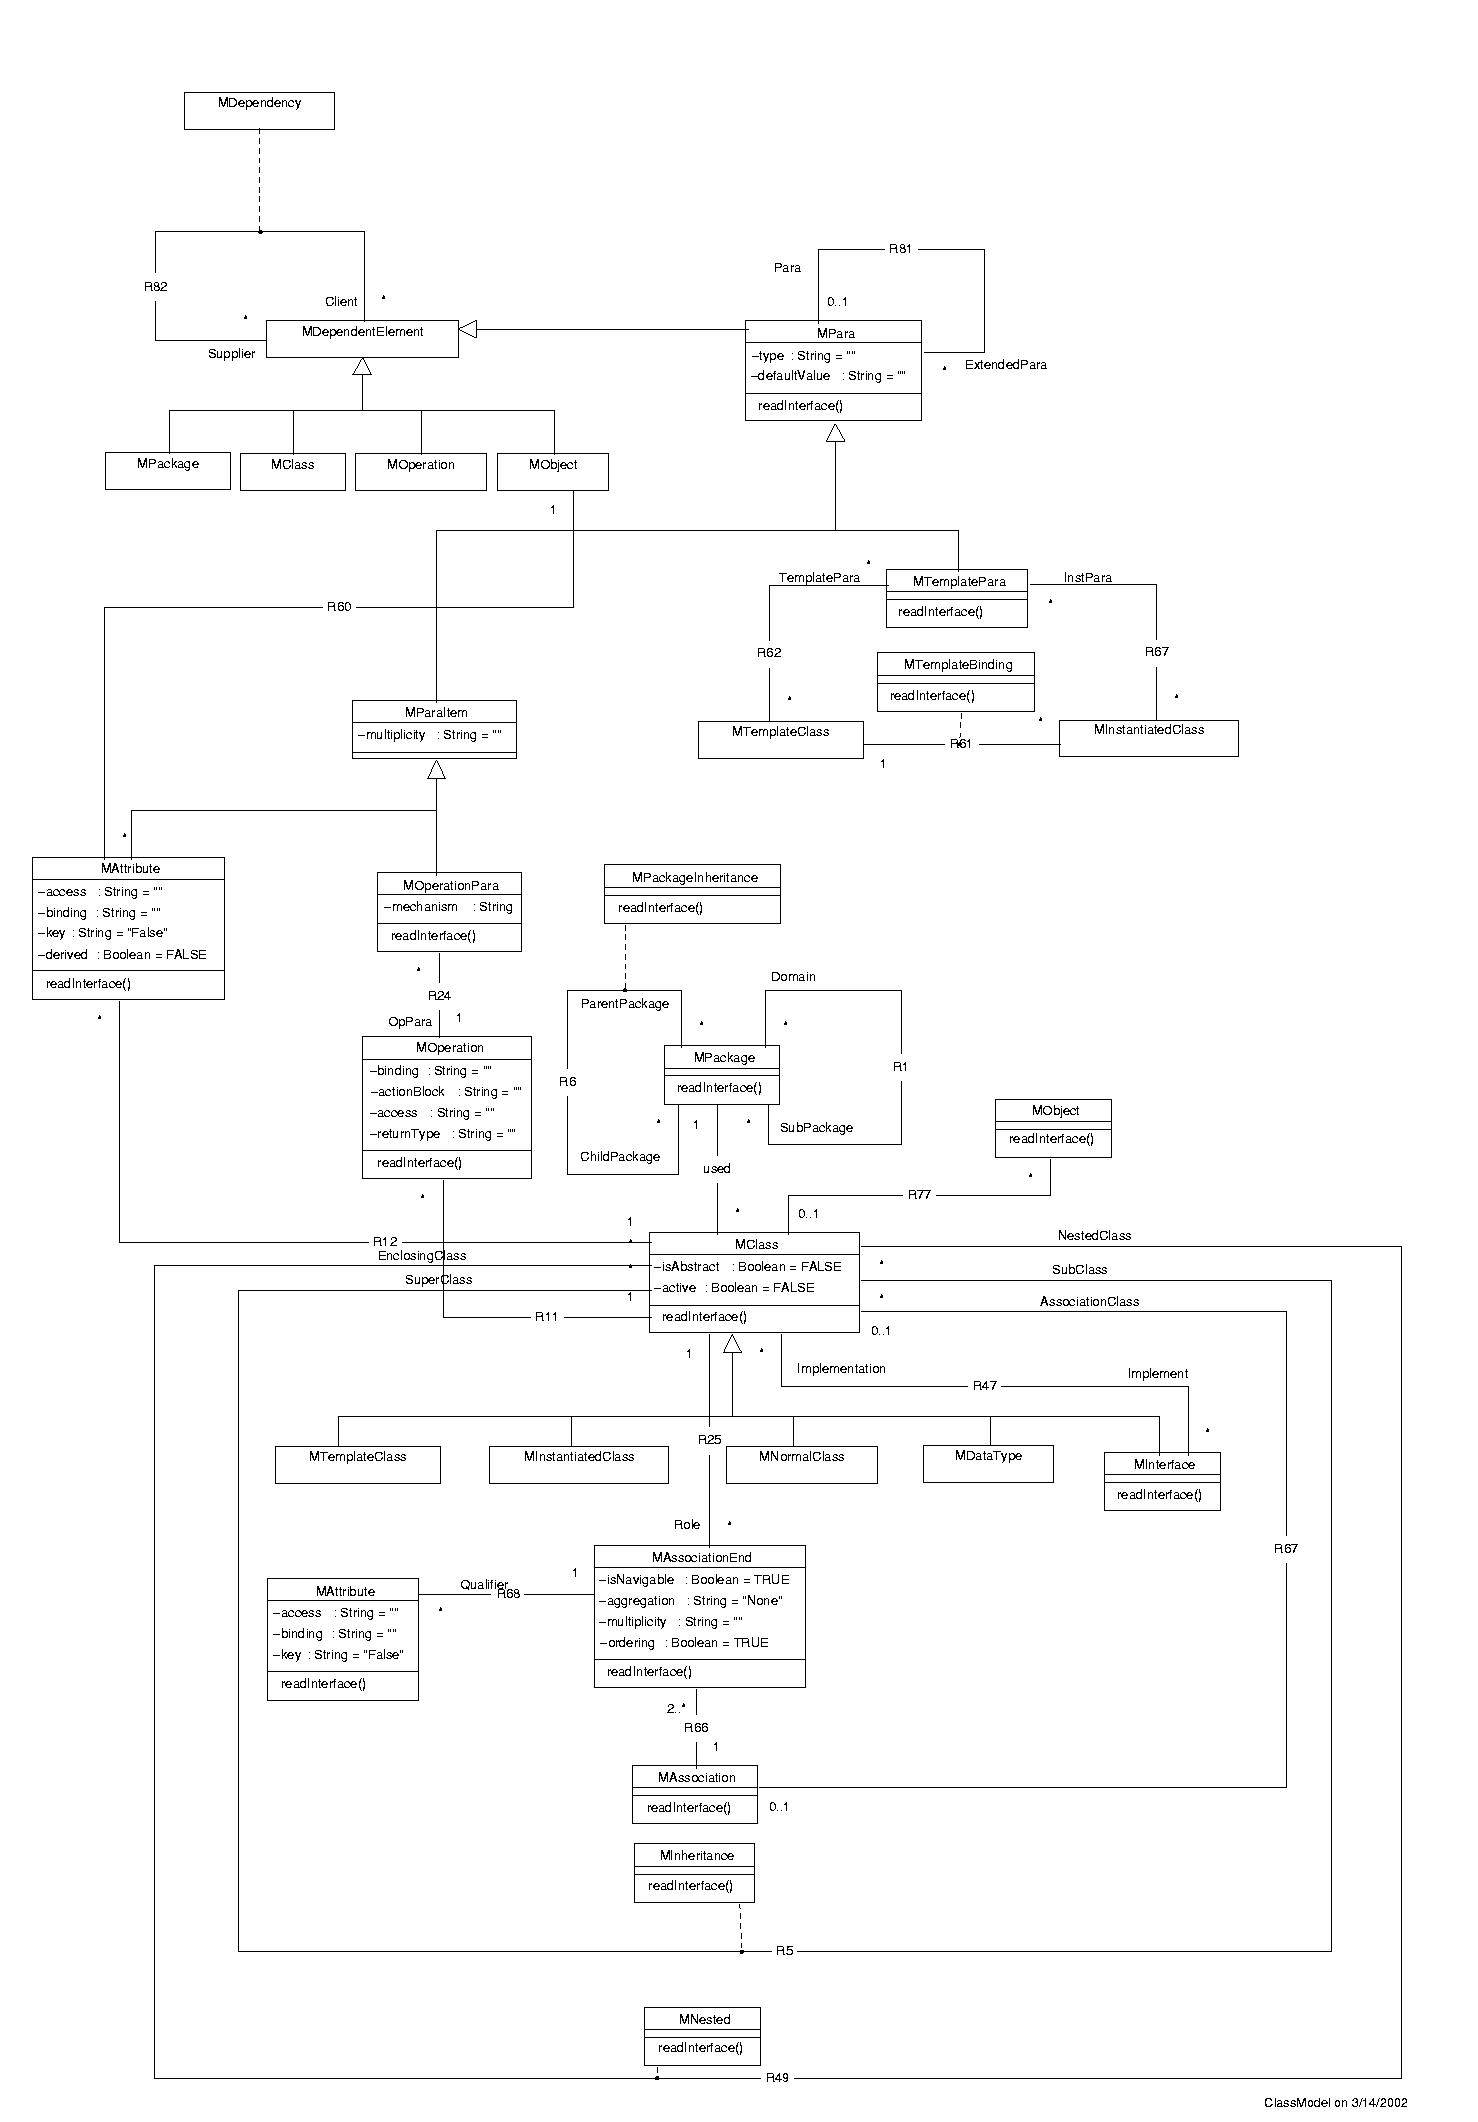 MDependency
R82
Client
*
*
Supplier
MDependentElement
R81
Para
0..1
MPara
–type : String = ""
–defaultValue : String = ""
readInterface()
*
ExtendedPara
MPackage
MClass
MOperation
MObject
1
R60
TemplatePara
*
MTemplatePara
readInterface()
InstPara
*
R62
R67
MTemplateBinding
readInterface()
*
*
*
MTemplateClass
R61
MInstantiatedClass
1
MParaItem
–multiplicity : String = ""
*
MAttribute
–access : String = ""
–binding : String = ""
–key : String = "False"
–derived : Boolean = FALSE
readInterface()
*
MOperationPara
–mechanism : String
readInterface()
*
R24
OpPara
1
MOperation
–binding : String = ""
–actionBlock : String = ""
–access : String = ""
–returnType : String = ""
readInterface()
*
MPackageInheritance
readInterface()
ParentPackage
Domain
*
*
MPackage
readInterface()
R6
R1
*
1
*
SubPackage
ChildPackage
used
*
MObject
readInterface()
*
R77
0..1
1
R12
*
EnclosingClass
*
SuperClass
1
R11
MClass
–isAbstract : Boolean = FALSE
–active : Boolean = FALSE
readInterface()
NestedClass
*
SubClass
*
AssociationClass
0..1
1
*
Implementation
R47
Implement
*
R25
MTemplateClass
MInstantiatedClass
MNormalClass
MDataType
MInterface
readInterface()
Role
*
R67
MAssociationEnd
–isNavigable : Boolean = TRUE
–aggregation : String = "None"
–multiplicity : String = ""
–ordering : Boolean = TRUE
readInterface()
1
Qualifier
R68
*
MAttribute
–access : String = ""
–binding : String = ""
–key : String = "False"
readInterface()
2..*
R66
1
MAssociation
readInterface()
0..1
MInheritance
readInterface()
R5
MNested
readInterface()
R49
ClassModel on 3/14/2002